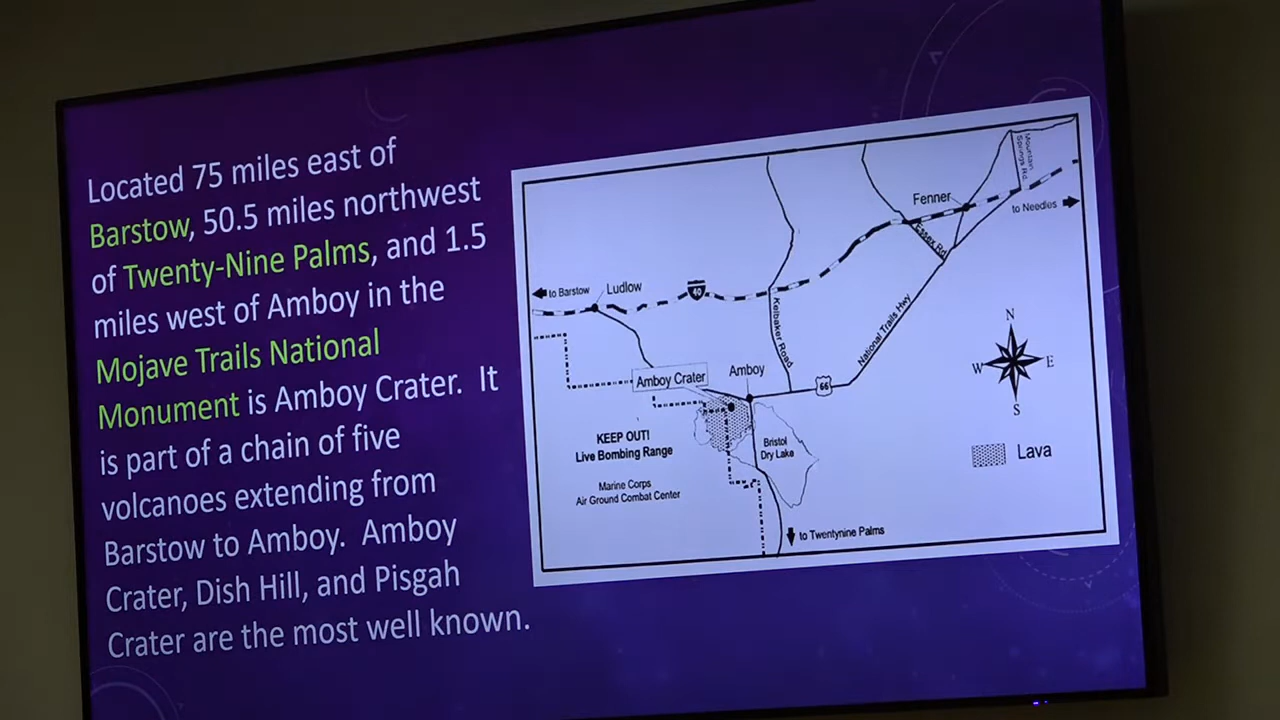 Located 75 miles east of
Barstow, 50.5 miles northwest
of Twenty-Nine Palms, and 1.5
miles west of Amboy in the
Mojave Trails National
Monument is Amboy Crater. It
is part of a chain of five
volcanoes extending from
Barstow to Amboy. Amboy
Crater, Dish Hill, and Pisgah
Crater are the most well known.
Mountain
Springs Rd.
Fenner
to Needles
Essex Rd.
to Barstow
Ludlow
40
Kelbaker Road
National Trails Hwy
N
W
E
S
Amboy Crater
Amboy
66
KEEP OUT!
Live Bombing Range
Bristol
Dry Lake
Lava
Marine Corps
Air Ground Combat Center
to Twentynine Palms